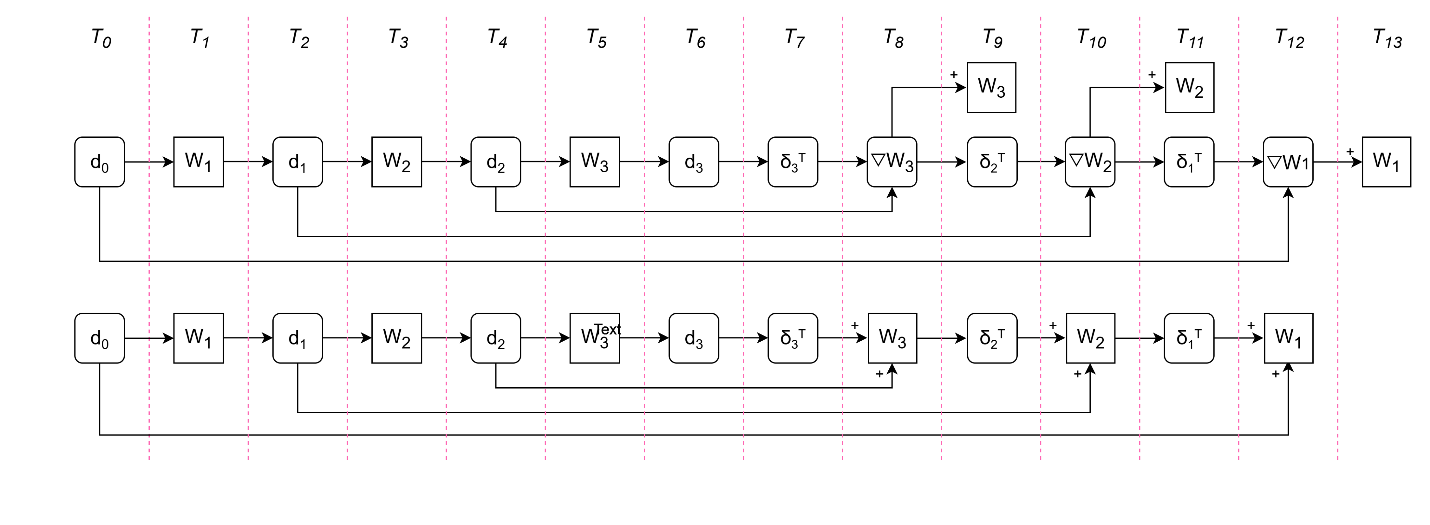 T0 T1 T2 T3 T4 T5 T6 T7 T8 T9 T10 T11 T12 T13
+ W3 + W2
d0 W1 d1 W2 d2 W3 d3 δ3T ▽W3 δ2T ▽W2 δ1T ▽W1 + W1
d0 W1 d1 W2 d2 W3 Text d3 δ3T + W3 δ2T + W2 δ1T + W1
+ + +